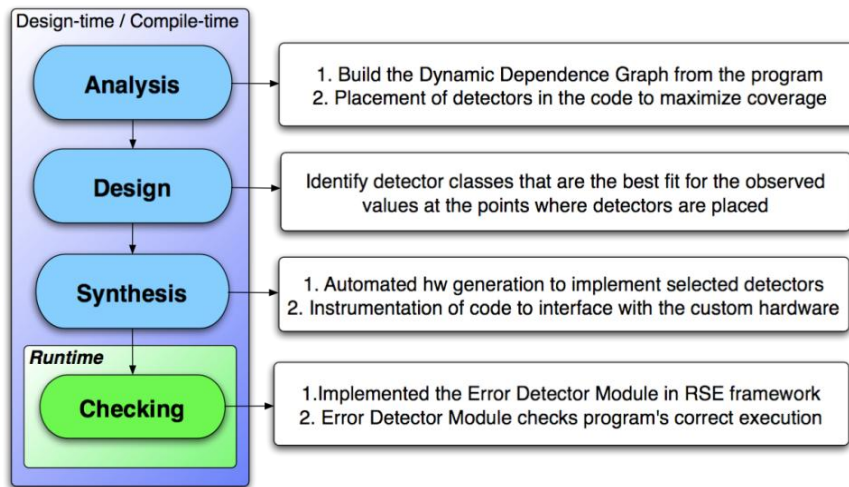 Design-time / Compile-time
Analysis
1. Build the Dynamic Dependence Graph from the program
2. Placement of detectors in the code to maximize coverage
Design
Identify detector classes that are the best fit for the observed
values at the points where detectors are placed
Synthesis
1. Automated hw generation to implement selected detectors
2. Instrumentation of code to interface with the custom hardware
Runtime
Checking
1.Implemented the Error Detector Module in RSE framework
2. Error Detector Module checks program's correct execution